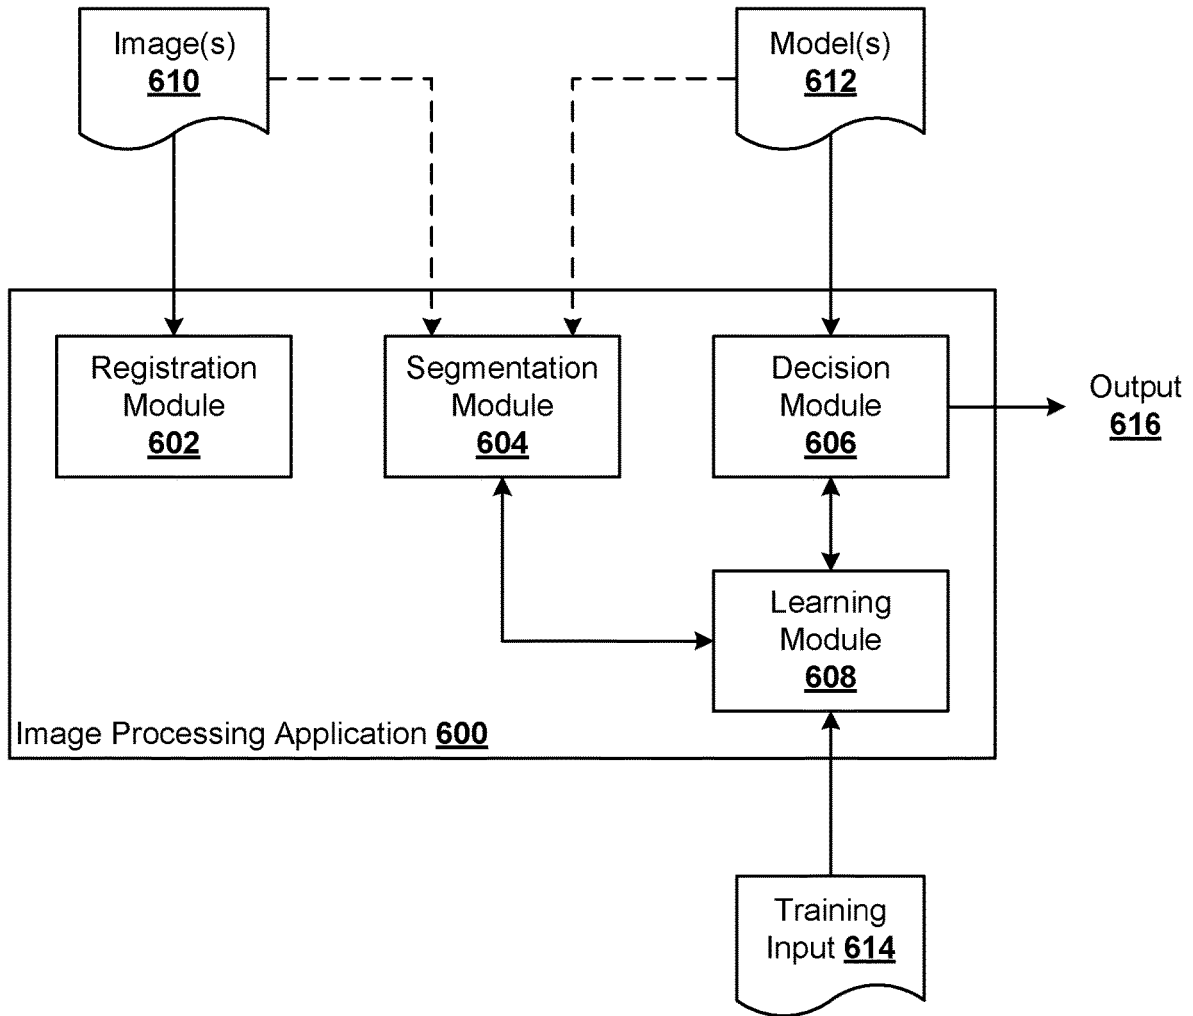 Image(s)
610
Model(s)
612
Registration
Module
602
Segmentation
Module
604
Decision
Module
606
Output
616
Learning
Module
608
Image Processing Application 600
Training
Input 614